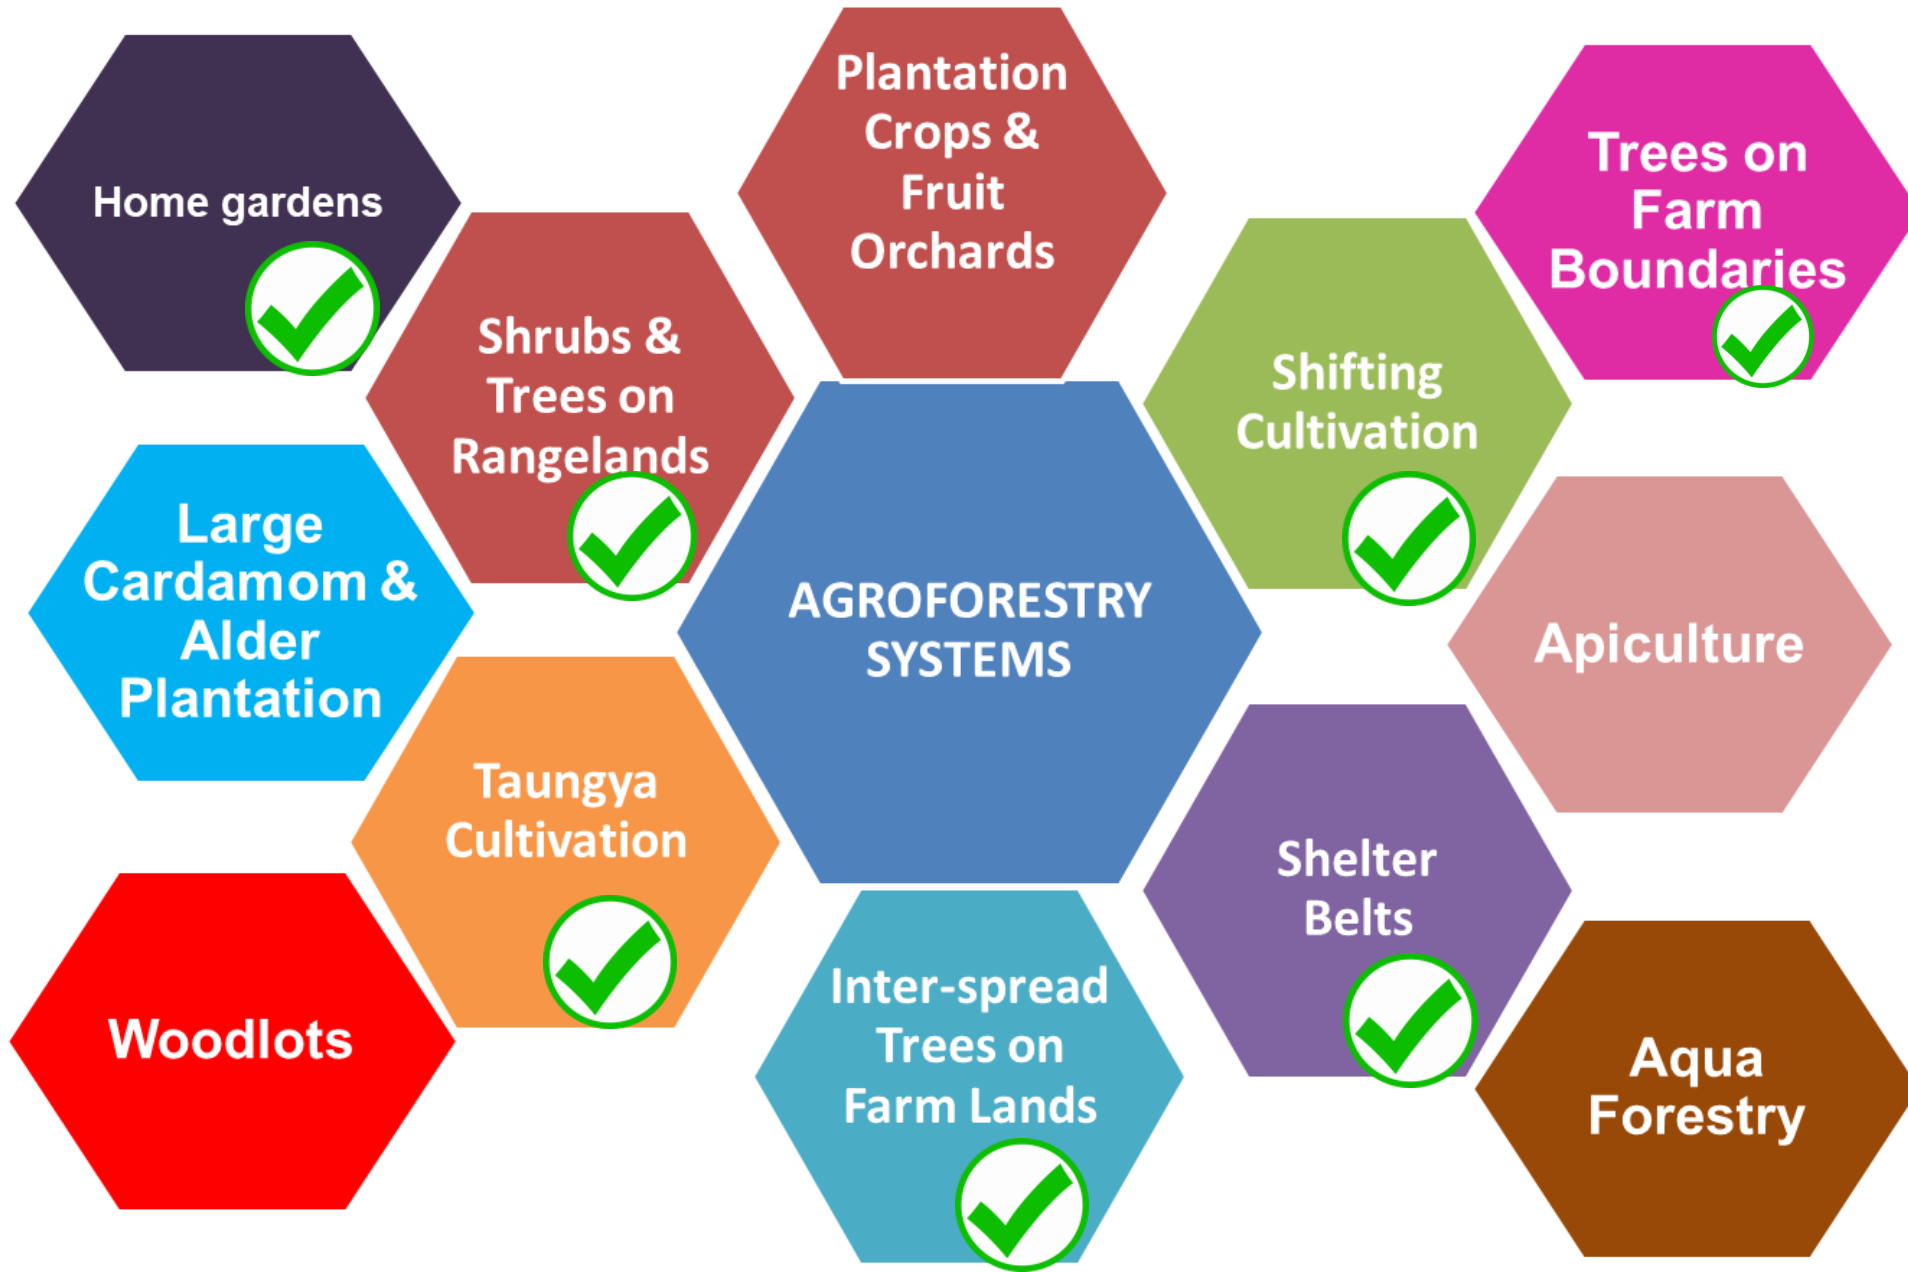 Home gardens
Plantation
Crops &
Fruit
Orchards
Trees on
Farm
Boundaries
Shrubs &
Trees on
Rangelands
Shifting
Cultivation
Large
Cardamom &
Alder
Plantation
AGROFORESTRY
SYSTEMS
Apiculture
Taungya
Cultivation
Shelter
Belts
Woodlots
Inter-spread
Trees on
Farm Lands
Aqua
Forestry